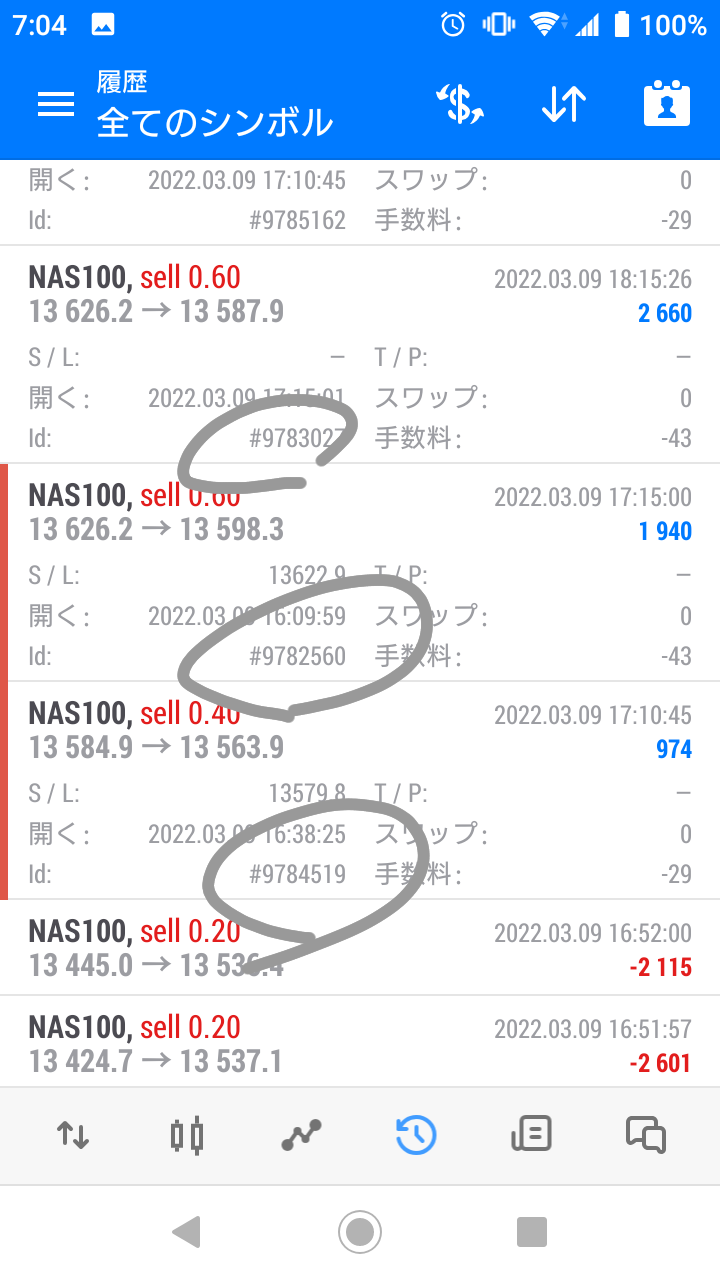 7:04 100%
履歴
全てのシンボル
開く: 2022.03.09 17:10:45 スワップ: 0
Id: #9785162 手数料: -29
NAS100, sell 0.60 2022.03.09 18:15:26
13 626.2 → 13 587.9 2 660
S / L: – T / P: –
開く: 2022.03.09 17:15:01 スワップ: 0
Id: #9783027 手数料: -43
NAS100, sell 0.60 2022.03.09 17:15:00
13 626.2 → 13 598.3 1 940
S / L: 13622.9 T / P: –
開く: 2022.03.09 16:09:59 スワップ: 0
Id: #9782560 手数料: -43
NAS100, sell 0.40 2022.03.09 17:10:45
13 584.9 → 13 563.9 974
S / L: 13579.8 T / P: –
開く: 2022.03.09 16:38:25 スワップ: 0
Id: #9784519 手数料: -29
NAS100, sell 0.20 2022.03.09 16:52:00
13 445.0 → 13 536.4 -2 115
NAS100, sell 0.20 2022.03.09 16:51:57
13 424.7 → 13 537.1 -2 601